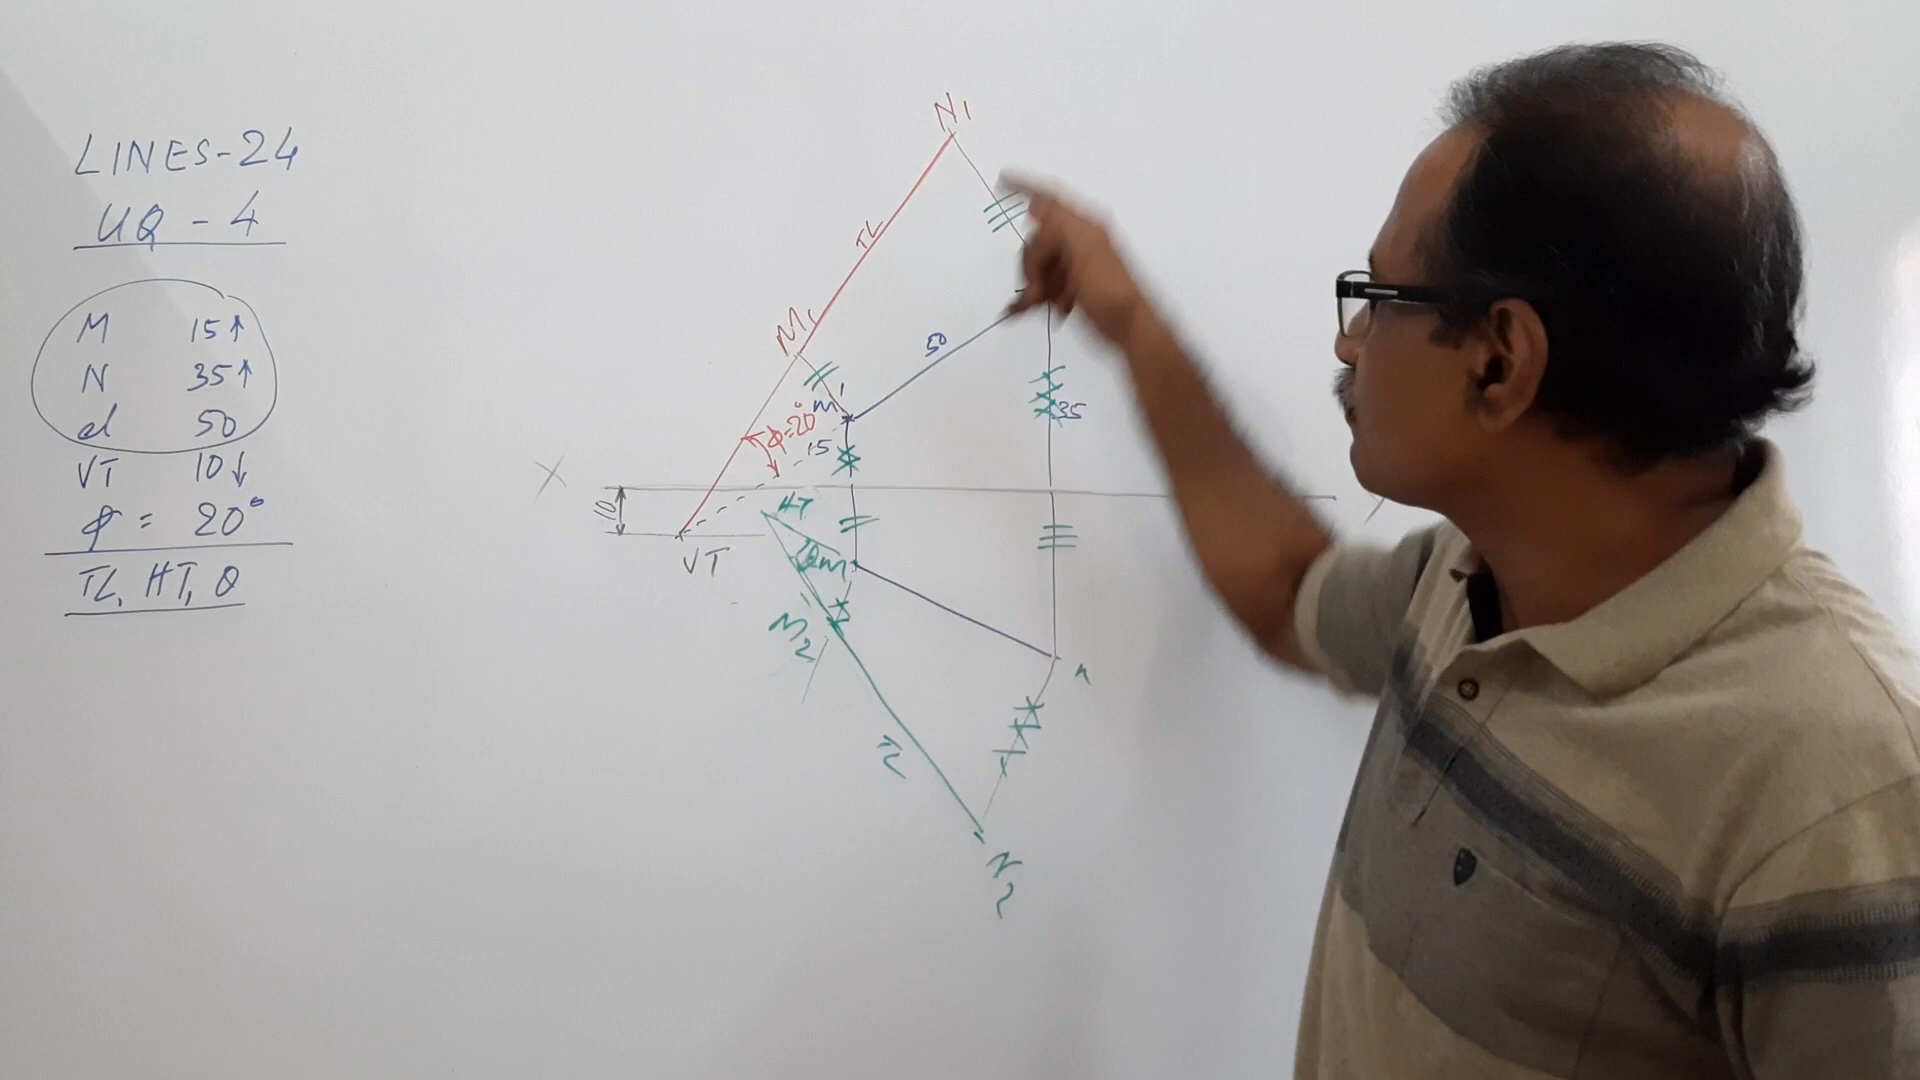 LINES-24
UQ - 4
M 15↑
N 35↑
d 50
VT 10↓
φ = 20°
TL, HT, θ
N1
TL
M1
50
m'
φ=20°
15
35
X
10
HT
VT
θ
m
M2
n
TL
N2